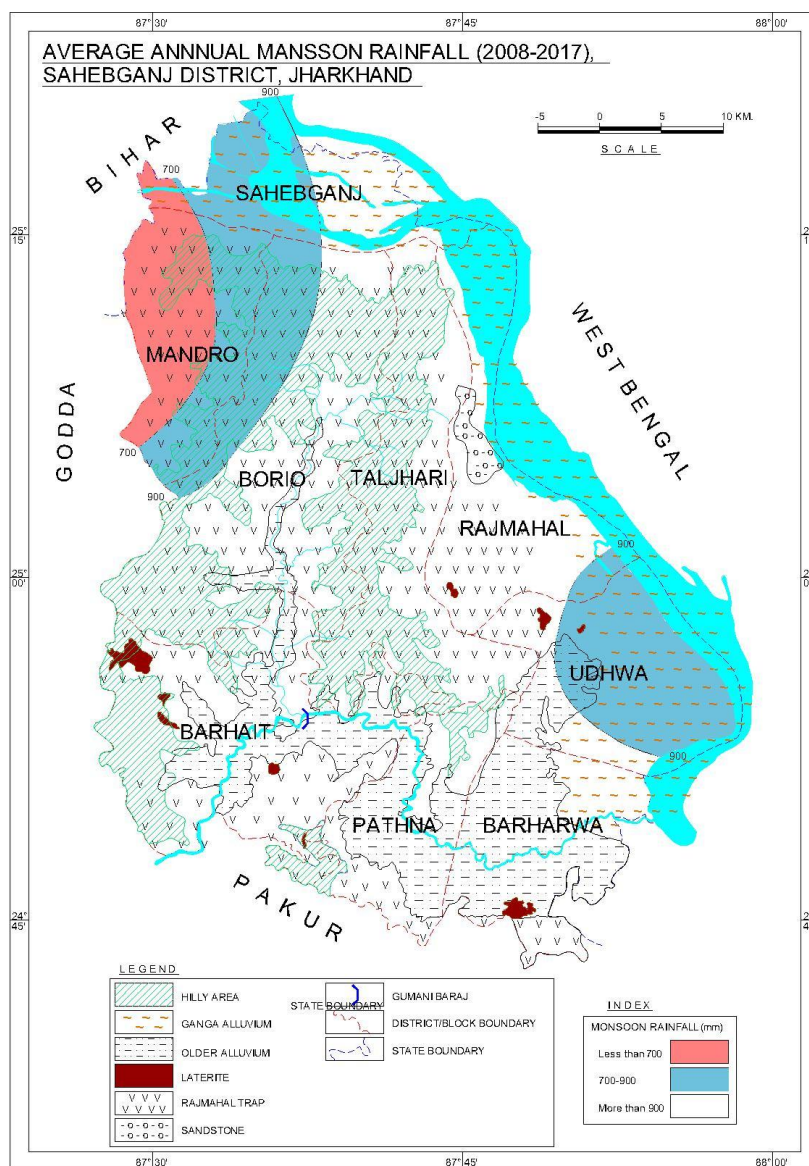 87°30'
87°45'
88°00'
AVERAGE ANNNUAL MANSSON RAINFALL (2008-2017),
SAHEBGANJ DISTRICT, JHARKHAND
900
-5 0 5 10 KM.
SCALE
BIHAR
700
SAHEBGANJ
25°
15'
WEST BENGAL
MANDRO
GODDA
700
900
BORIO
TALJHARI
RAJMAHAL
900
25°
00'
UDHWA
BARHAIT
900
PATHNA
BARHARWA
PAKUR
24°
45'
LEGEND
HILLY AREA
GANGA ALLUVIUM
OLDER ALLUVIUM
LATERITE
RAJMAHAL TRAP
SANDSTONE
STATE BOUNDARY
GUMANI BARAJ
DISTRICT/BLOCK BOUNDARY
STATE BOUNDARY
INDEX
MONSOON RAINFALL (mm)
Less than 700
700-900
More than 900
87°30'
87°45'
88°00'